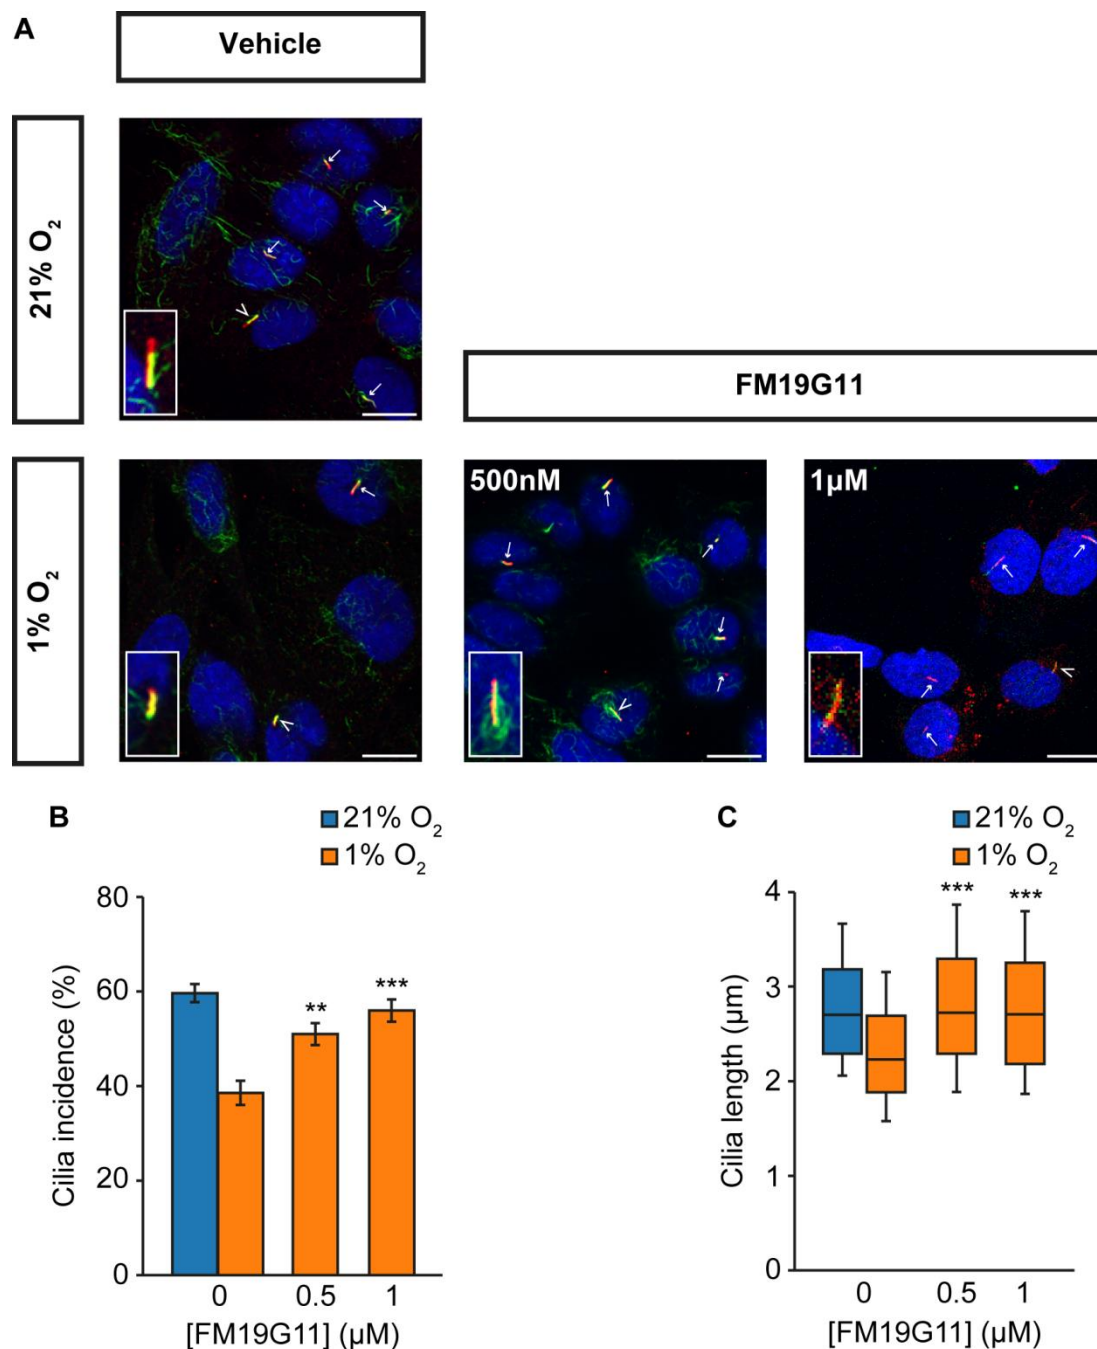 A
Vehicle
21% O₂
FM19G11
1% O₂
500nM
1µM
B
21% O₂
1% O₂
Cilia incidence (%)
80
60
40
20
0
**
***
0 0.5 1
[FM19G11] (µM)
C
21% O₂
1% O₂
Cilia length (µm)
4
3
2
1
0
*** ***
0 0.5 1
[FM19G11] (µM)